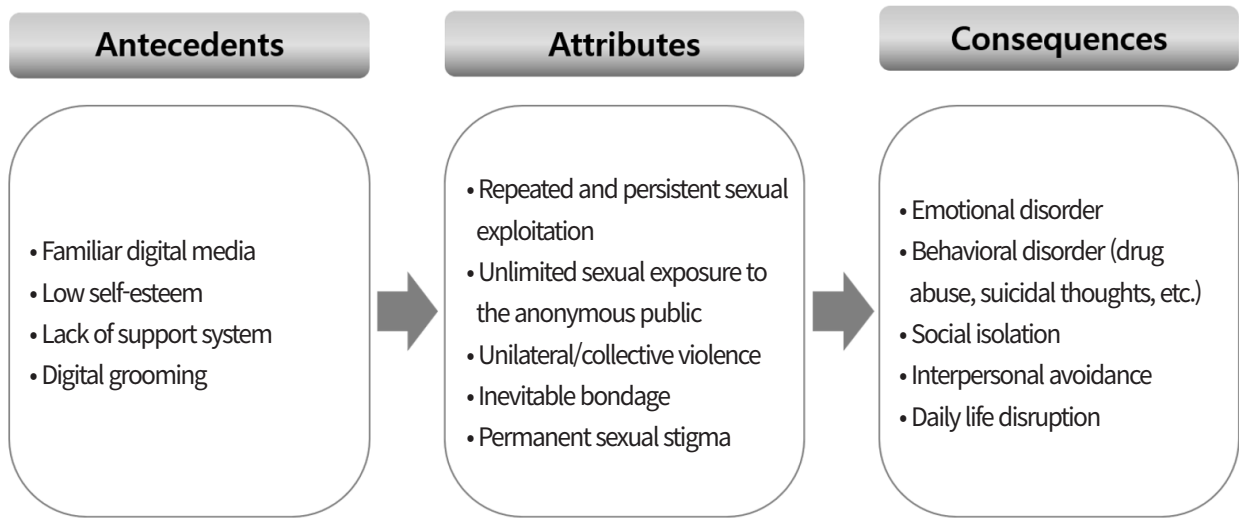 Antecedents
• Familiar digital media
• Low self-esteem
• Lack of support system
• Digital grooming
Attributes
• Repeated and persistent sexual
exploitation
• Unlimited sexual exposure to
the anonymous public
• Unilateral/collective violence
• Inevitable bondage
• Permanent sexual stigma
Consequences
• Emotional disorder
• Behavioral disorder (drug
abuse, suicidal thoughts, etc.)
• Social isolation
• Interpersonal avoidance
• Daily life disruption